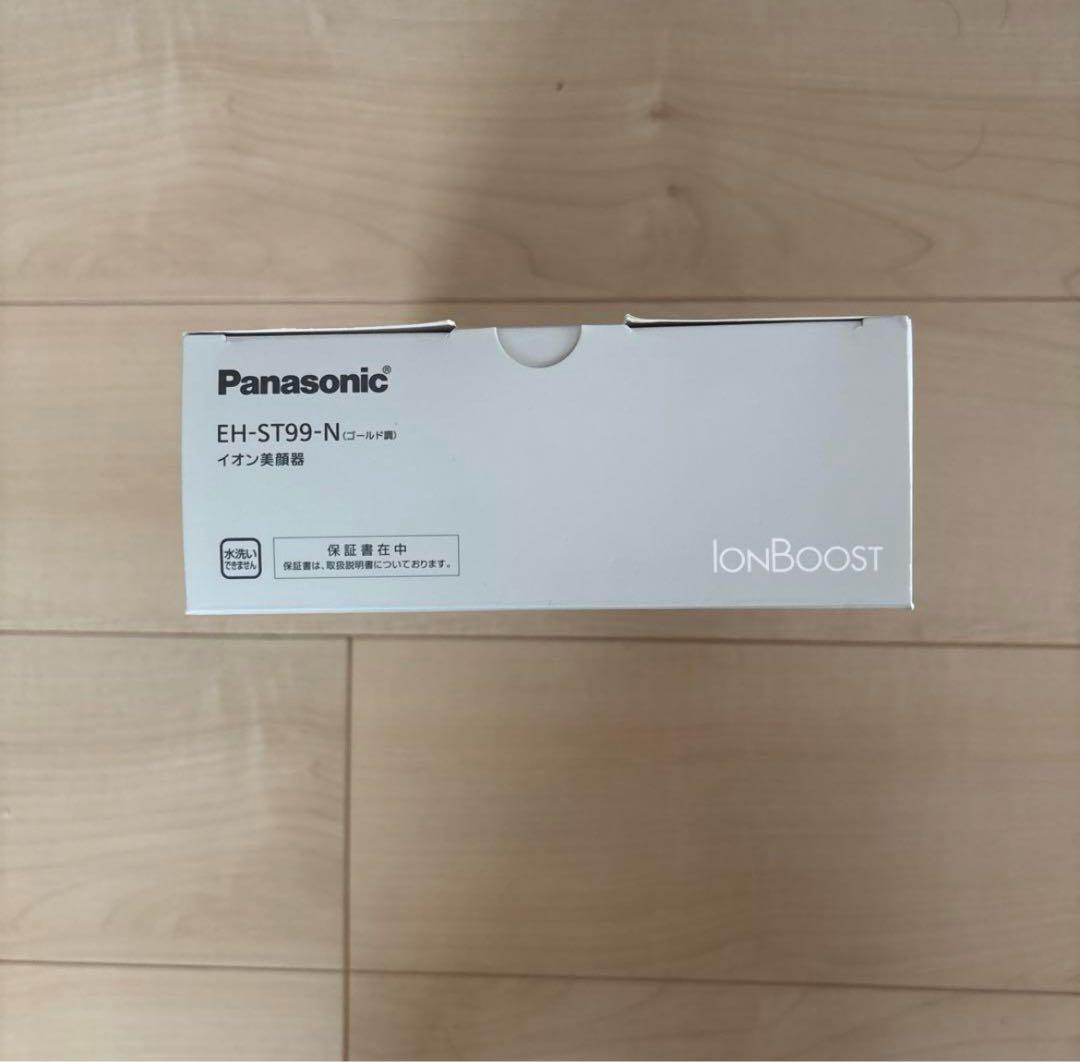 Panasonic®
EH-ST99-N(ゴールド調)
イオン美顔器
水洗い
できません
保証書在中
保証書は、取扱説明書についております。
IONBOOST